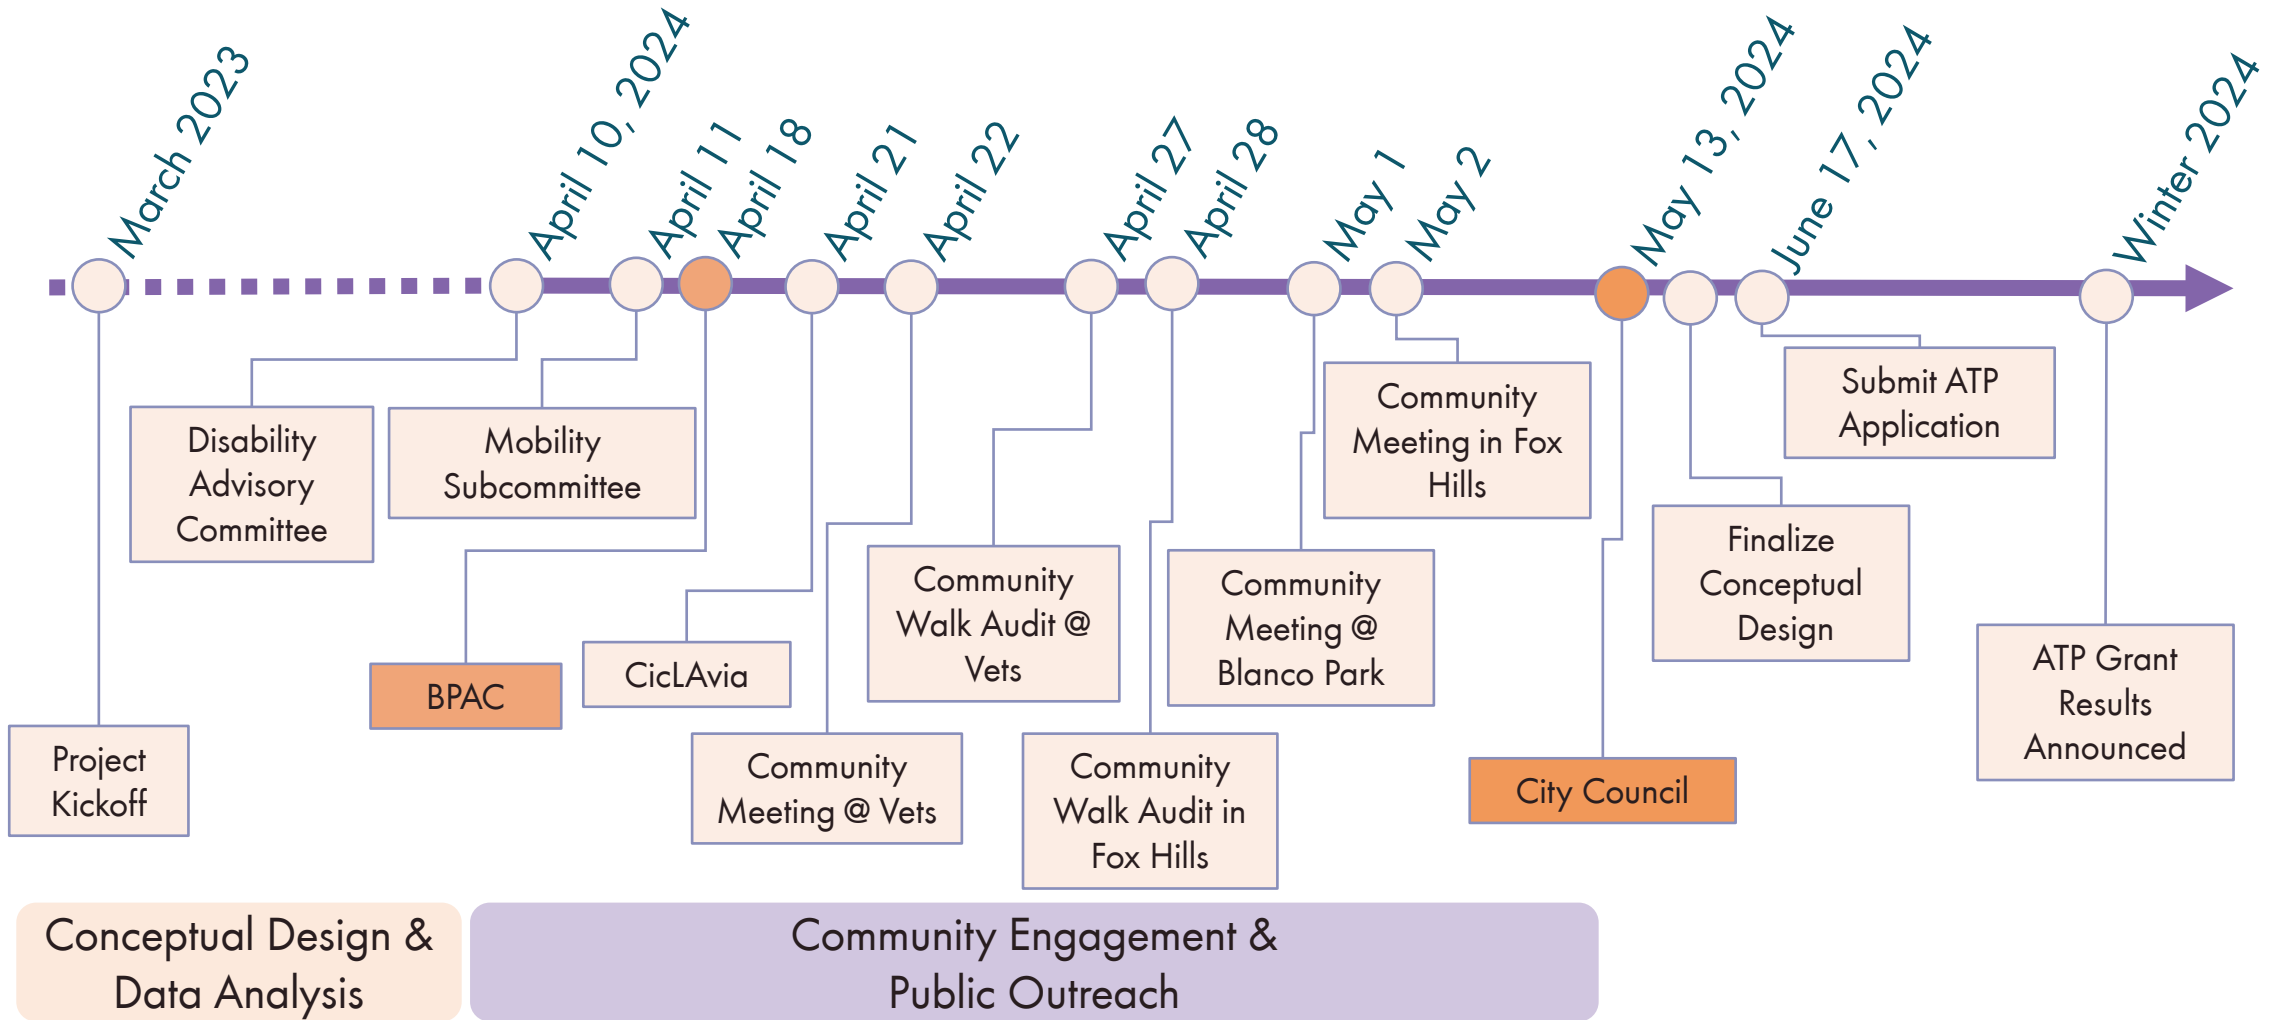 March 2023
April 10, 2024
April 11
April 18
April 21
April 22
April 27
April 28
May 1
May 2
May 13, 2024
June 17, 2024
Winter 2024
Project
Kickoff
Disability
Advisory
Committee
Mobility
Subcommittee
BPAC
CicLAvia
Community
Meeting @ Vets
Community
Walk Audit @
Vets
Community
Walk Audit in
Fox Hills
Community
Meeting @
Blanco Park
Community
Meeting in Fox
Hills
City Council
Finalize
Conceptual
Design
Submit ATP
Application
ATP Grant
Results
Announced
Conceptual Design &
Data Analysis
Community Engagement &
Public Outreach